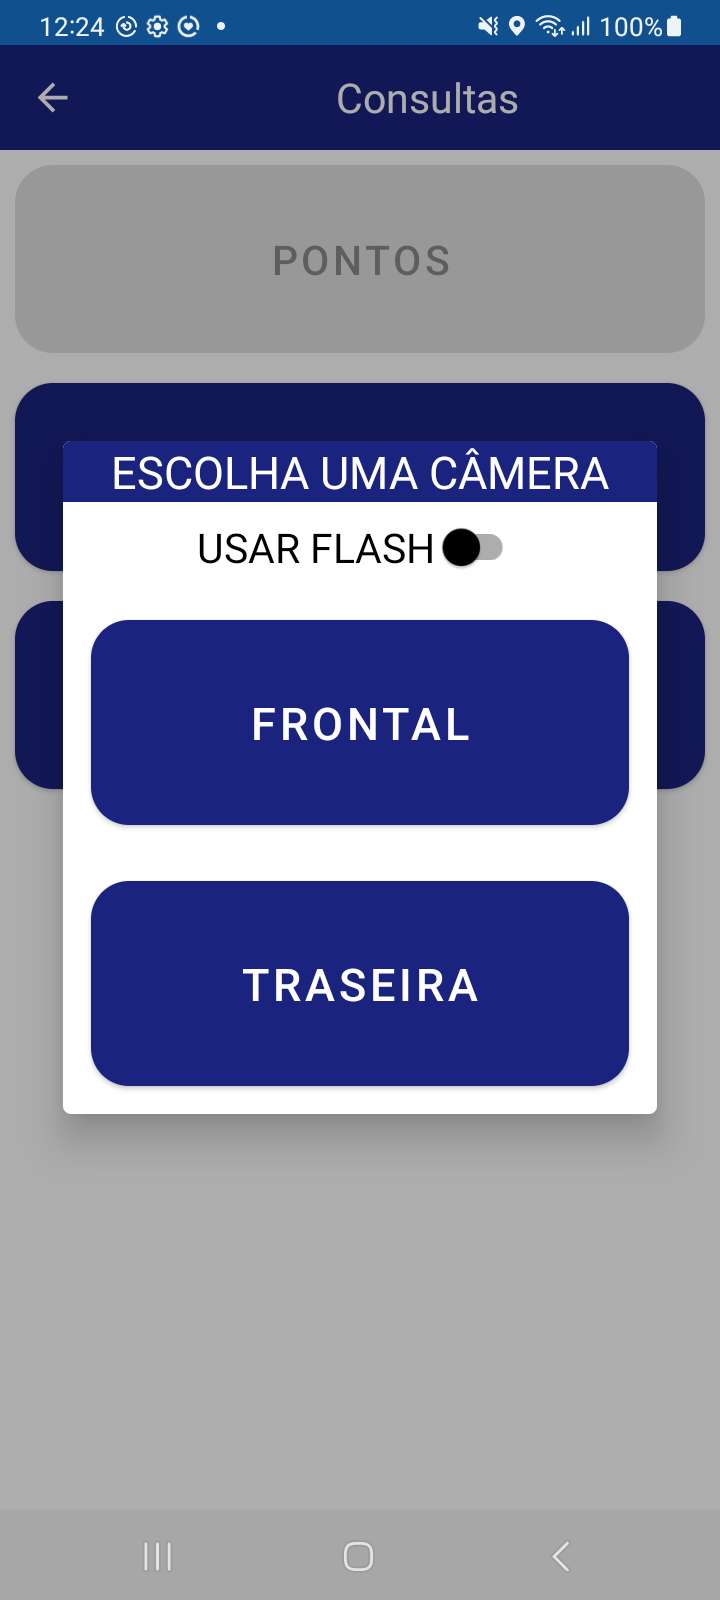 12:24 100%
Consultas
PONTOS
ESCOLHA UMA CÂMERA
USAR FLASH
FRONTAL
TRASEIRA